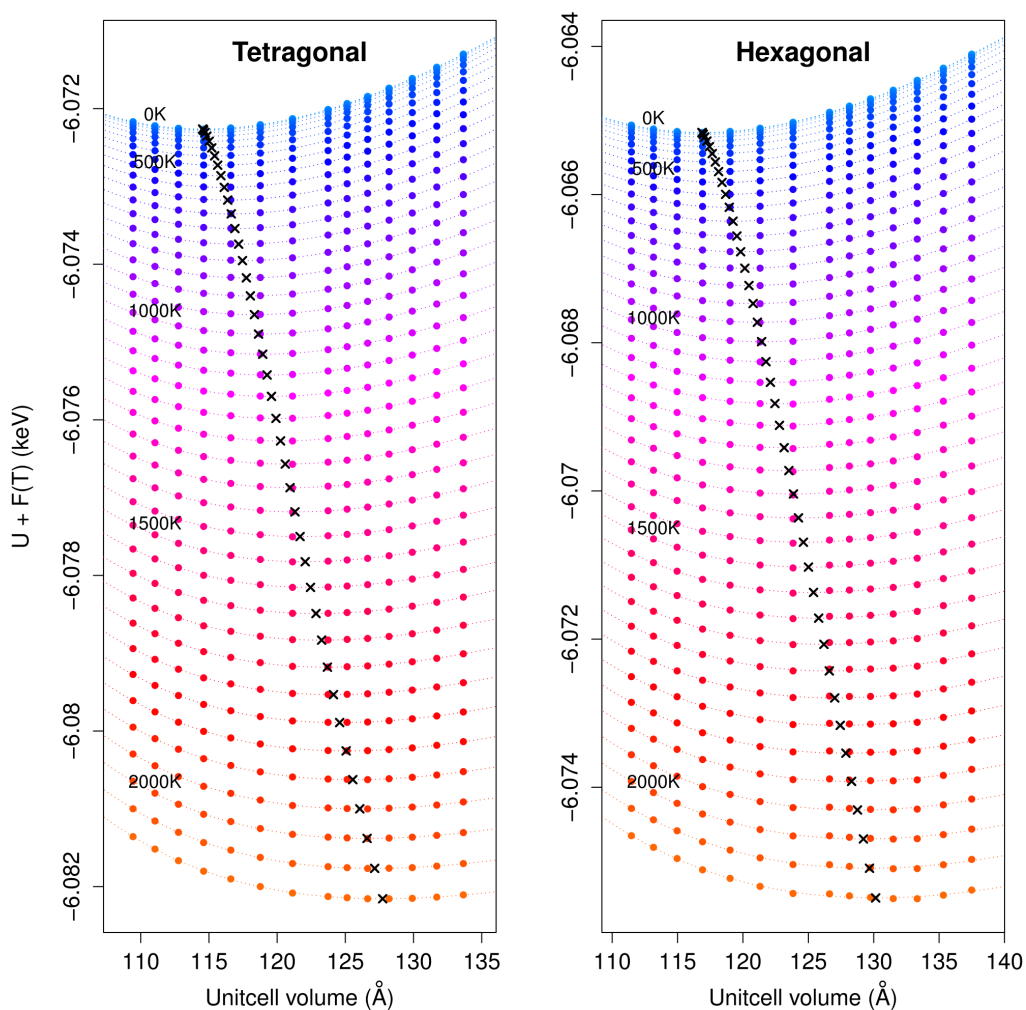 Tetragonal
0K
500K
1000K
1500K
2000K
−6.072
−6.074
−6.076
−6.078
−6.08
−6.082
U + F(T) (keV)
110 115 120 125 130 135
Unitcell volume (Å)
Hexagonal
0K
500K
1000K
1500K
2000K
−6.064
−6.066
−6.068
−6.07
−6.072
−6.074
110 115 120 125 130 135 140
Unitcell volume (Å)